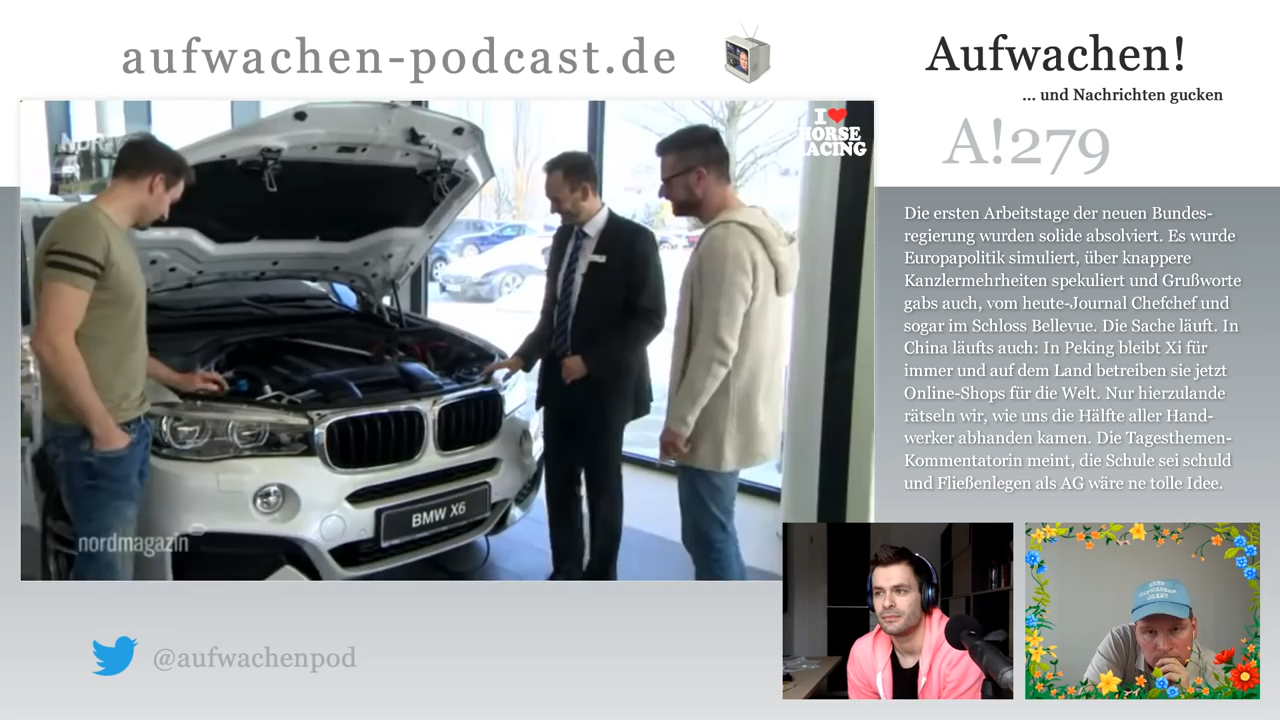 aufwachen-podcast.de
Aufwachen!
... und Nachrichten gucken
A!279
NDR
I
HORSE
RACING
BMW X6
nordmagazin
Die ersten Arbeitstage der neuen Bundes-
regierung wurden solide absolviert. Es wurde
Europapolitik simuliert, über knappere
Kanzlermehrheiten spekuliert und Grußworte
gabs auch, vom heute-Journal Chefchef und
sogar im Schloss Bellevue. Die Sache läuft. In
China läufts auch: In Peking bleibt Xi für
immer und auf dem Land betreiben sie jetzt
Online-Shops für die Welt. Nur hierzulande
rätseln wir, wie uns die Hälfte aller Hand-
werker abhanden kamen. Die Tagesthemen-
Kommentatorin meint, die Schule sei schuld
und Fließenlegen als AG wäre ne tolle Idee.
@aufwachenpod